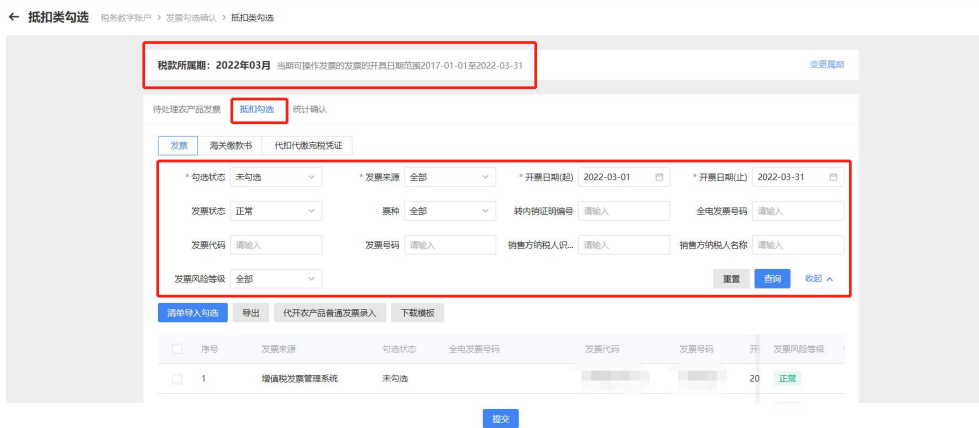 ← 抵扣类勾选 税务数字账户 > 发票勾选确认 > 抵扣类勾选
税款所属期：2022年03月 当期可操作发票的发票的开具日期范围2017-01-01至2022-03-31 变更属期
待处理农产品发票 抵扣勾选 统计确认
发票 海关缴款书 代扣代缴完税凭证
* 勾选状态 未勾选 * 发票来源 全部 * 开票日期(起) 2022-03-01 * 开票日期(止) 2022-03-31
发票状态 正常 票种 全部 转内销证明编号 请输入 全电发票号码 请输入
发票代码 请输入 发票号码 请输入 销售方纳税人识... 请输入 销售方纳税人名称 请输入
发票风险等级 全部 重置 查询 收起
清单导入勾选 导出 代开农产品普通发票录入 下载模板
序号 发票来源 勾选状态 全电发票号码 发票代码 发票号码 开 发票风险等级
1 增值税发票管理系统 未勾选 20 正常
提交